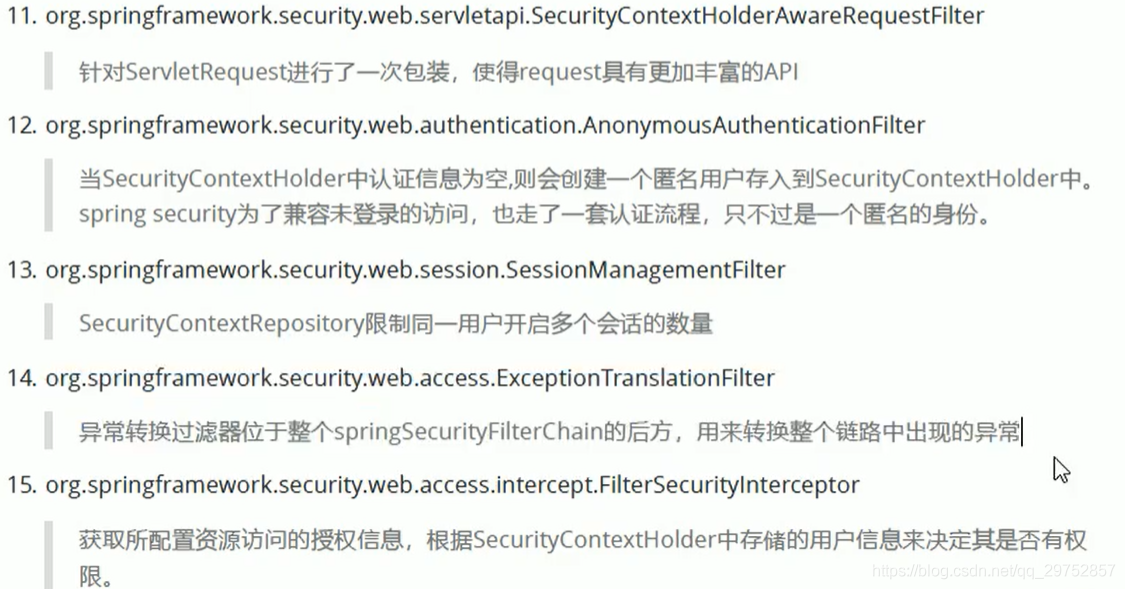 11. org.springframework.security.web.servletapi.SecurityContextHolderAwareRequestFilter
针对ServletRequest进行了一次包装，使得request具有更加丰富的API
12. org.springframework.security.web.authentication.AnonymousAuthenticationFilter
当SecurityContextHolder中认证信息为空,则会创建一个匿名用户存入到SecurityContextHolder中。
spring security为了兼容未登录的访问，也走了一套认证流程，只不过是一个匿名的身份。
13. org.springframework.security.web.session.SessionManagementFilter
SecurityContextRepository限制同一用户开启多个会话的数量
14. org.springframework.security.web.access.ExceptionTranslationFilter
异常转换过滤器位于整个springSecurityFilterChain的后方，用来转换整个链路中出现的异常
15. org.springframework.security.web.access.intercept.FilterSecurityInterceptor
获取所配置资源访问的授权信息，根据SecurityContextHolder中存储的用户信息来决定其是否有权
限。
https://blog.csdn.net/qq_29752857